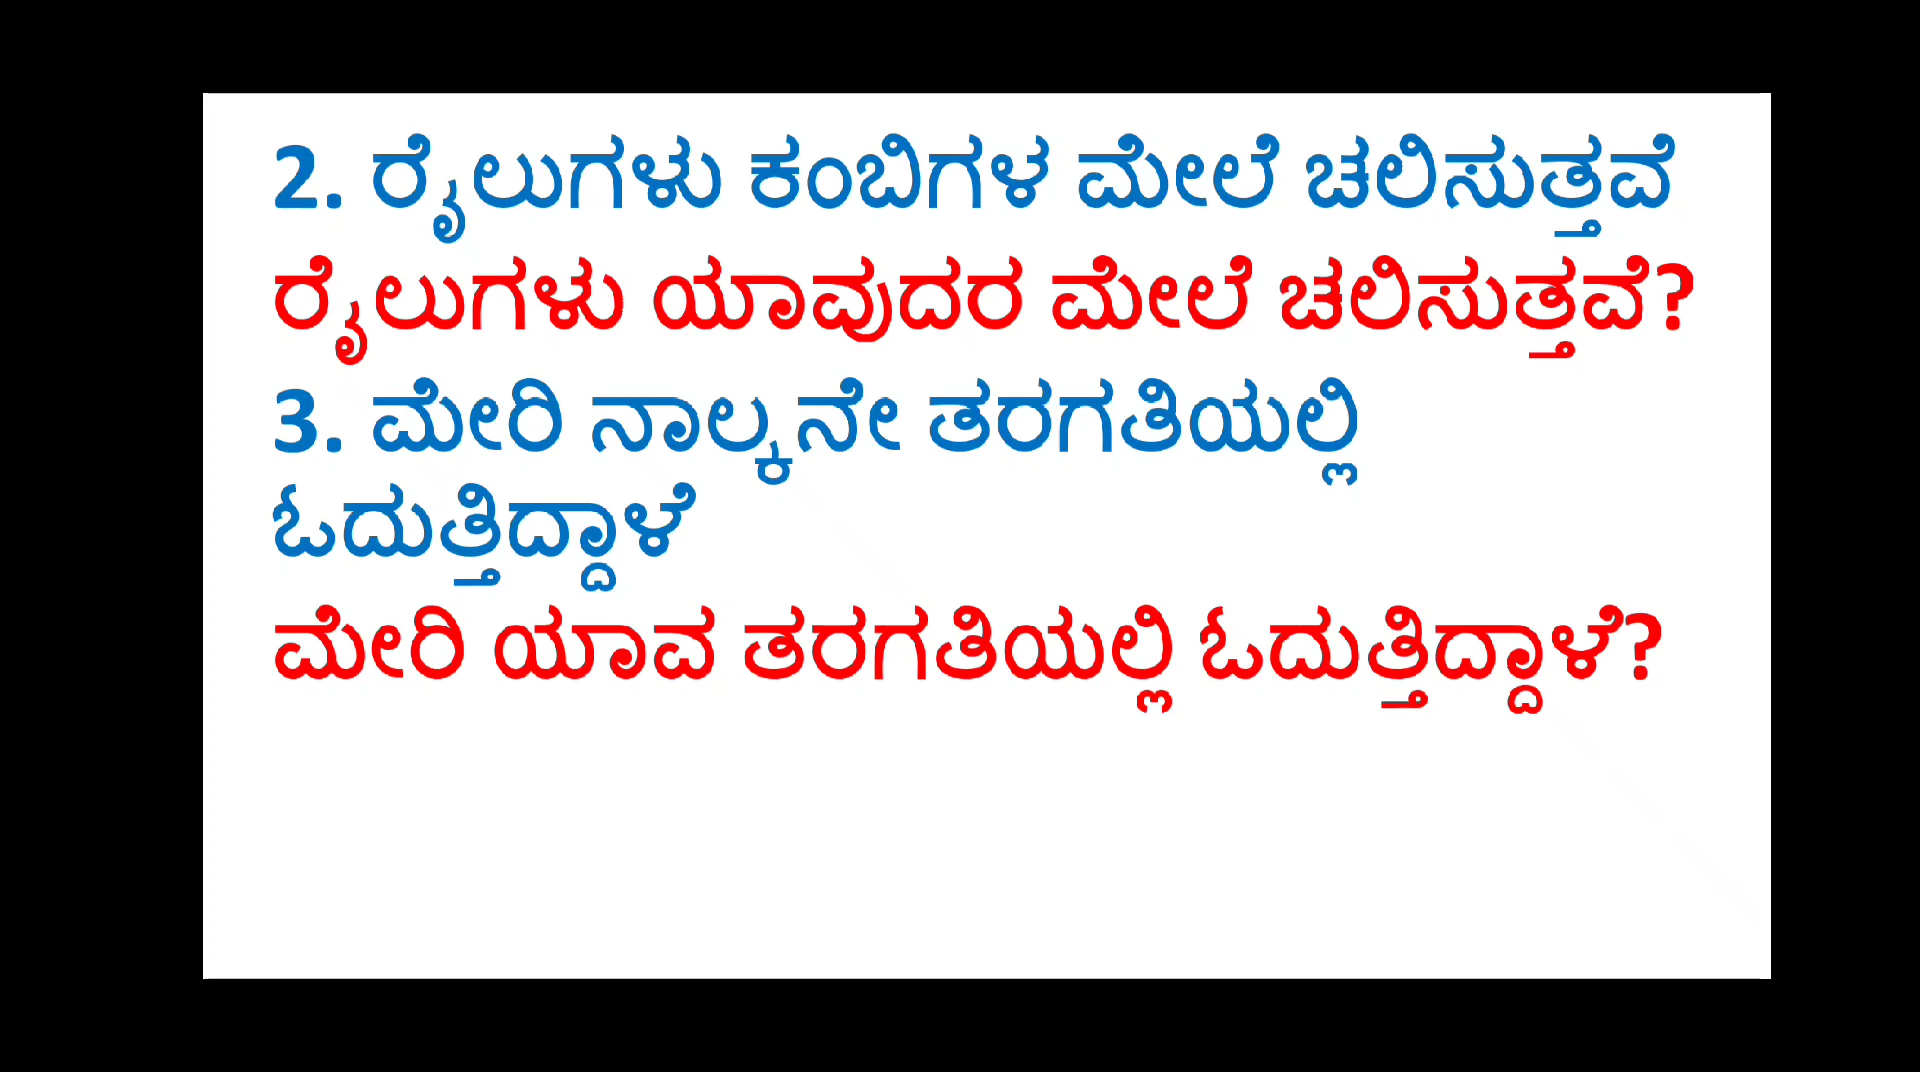 2. ರೈಲುಗಳು ಕಂಬಿಗಳ ಮೇಲೆ ಚಲಿಸುತ್ತವೆ
ರೈಲುಗಳು ಯಾವುದರ ಮೇಲೆ ಚಲಿಸುತ್ತವೆ?
3. ಮೇರಿ ನಾಲ್ಕನೇ ತರಗತಿಯಲ್ಲಿ
ಓದುತ್ತಿದ್ದಾಳೆ
ಮೇರಿ ಯಾವ ತರಗತಿಯಲ್ಲಿ ಓದುತ್ತಿದ್ದಾಳೆ?